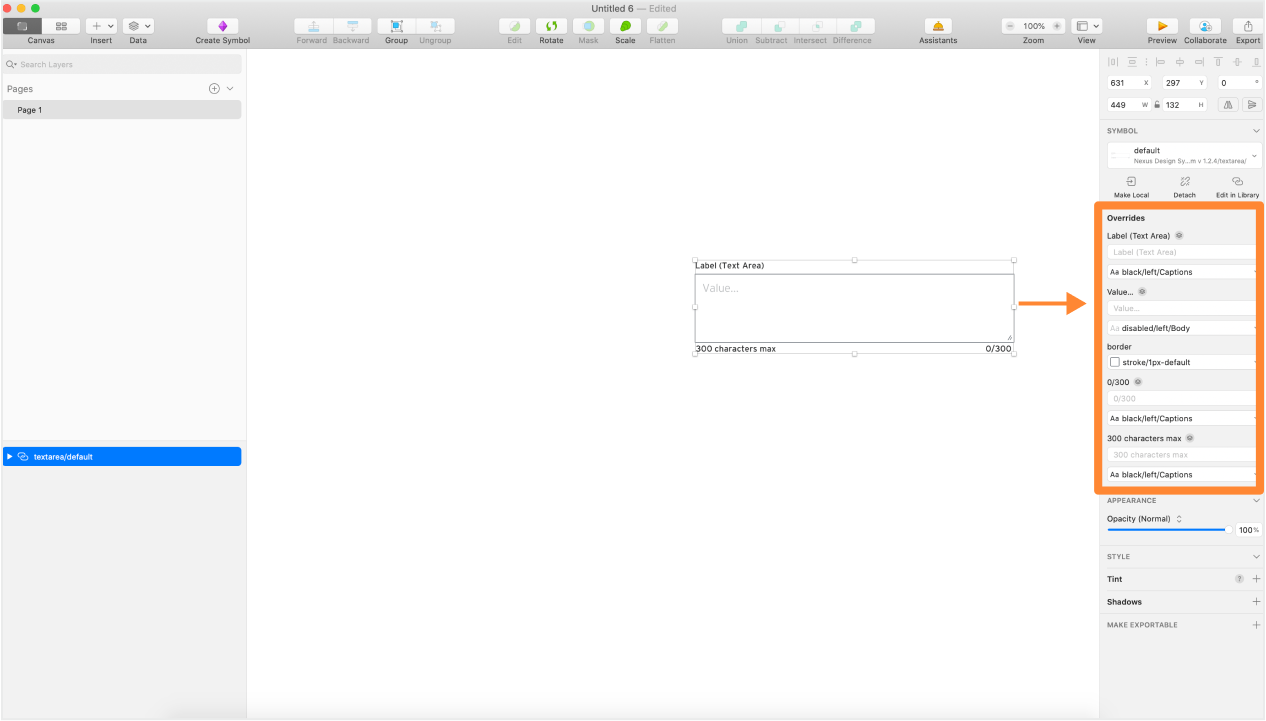 Untitled 6 — Edited
Canvas
Insert
Data
Create Symbol
Forward
Backward
Group
Ungroup
Edit
Rotate
Mask
Scale
Flatten
Union
Subtract
Intersect
Difference
Assistants
100%
Zoom
View
Preview
Collaborate
Export
Search Layers
Pages
Page 1
textarea/default
Label (Text Area)
Value...
300 characters max
0/300
631 X
297 Y
0 °
449 W
132 H
SYMBOL
default
Nexus Design Sy...m v 1.2.4/textarea/
Make Local
Detach
Edit in Library
Overrides
Label (Text Area)
Label (Text Area)
Aa black/left/Captions
Value...
Value...
Aa disabled/left/Body
border
stroke/1px-default
0/300
0/300
Aa black/left/Captions
300 characters max
300 characters max
Aa black/left/Captions
APPEARANCE
Opacity (Normal)
100%
STYLE
Tint
?
Shadows
MAKE EXPORTABLE